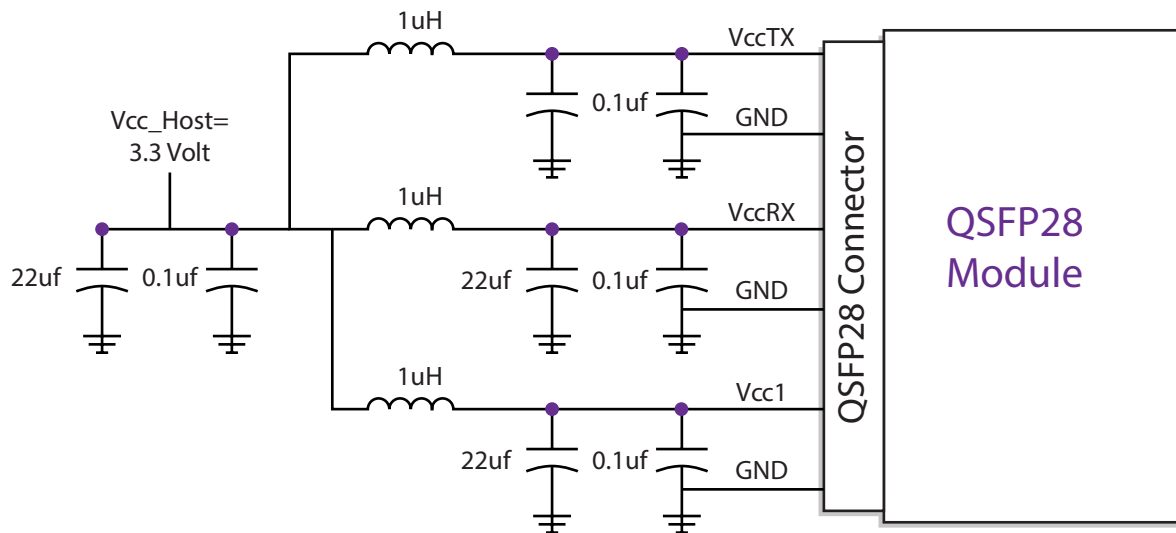 1uH
VccTX
0.1uf
GND
Vcc_Host=
3.3 Volt
1uH
VccRX
22uf
0.1uf
22uf
0.1uf
GND
1uH
Vcc1
22uf
0.1uf
GND
QSFP28 Connector
QSFP28
Module